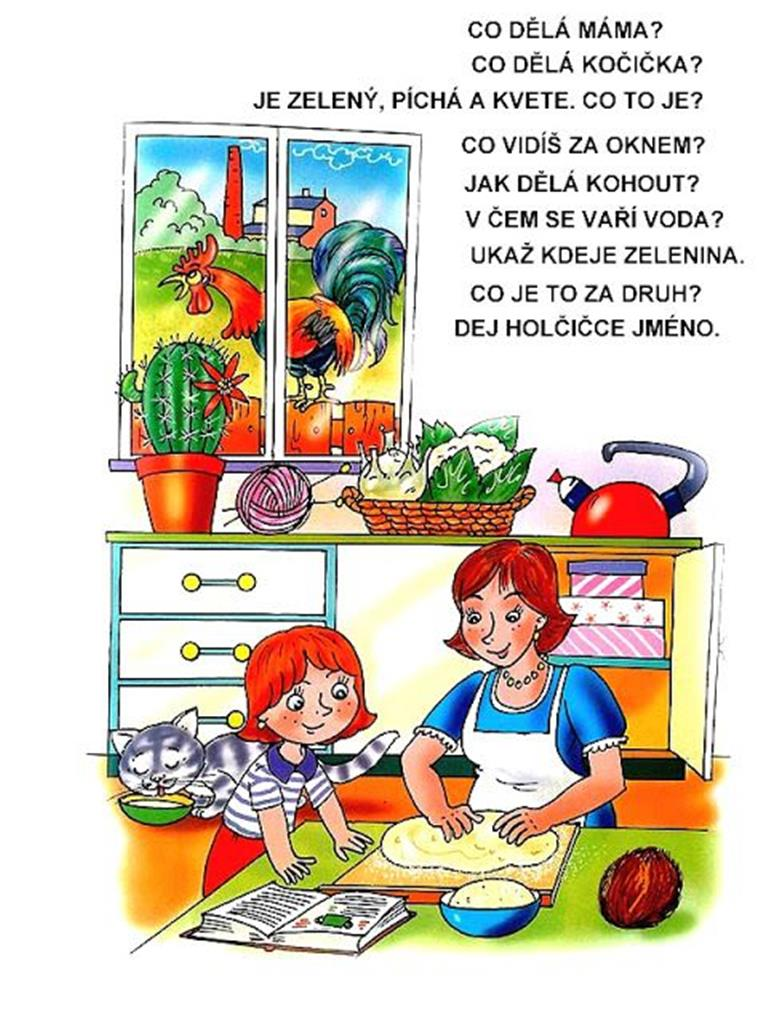 CO DĚLÁ MÁMA?
CO DĚLÁ KOČIČKA?
JE ZELENÝ, PÍCHÁ A KVETE. CO TO JE?
CO VIDÍŠ ZA OKNEM?
JAK DĚLÁ KOHOUT?
V ČEM SE VAŘÍ VODA?
UKAŽ KDEJE ZELENINA.
CO JE TO ZA DRUH?
DEJ HOLČIČCE JMÉNO.